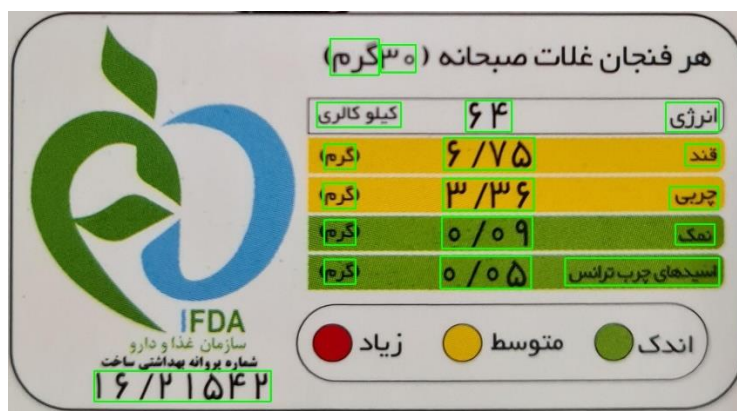 هر فنجان غلات صبحانه (۳۰گرم)
انرژی ۶۴ کیلو کالری
قند ۶/۷۵ (گرم)
چربی ۳/۳۶ (گرم)
نمک ۰/۰۹ (گرم)
اسیدهای چرب ترانس ۰/۰۵ (گرم)
اندک متوسط زیاد
IFDA
سازمان غذا و دارو
شماره پروانه بهداشتی ساخت
۱۶/۲۱۵۴۲